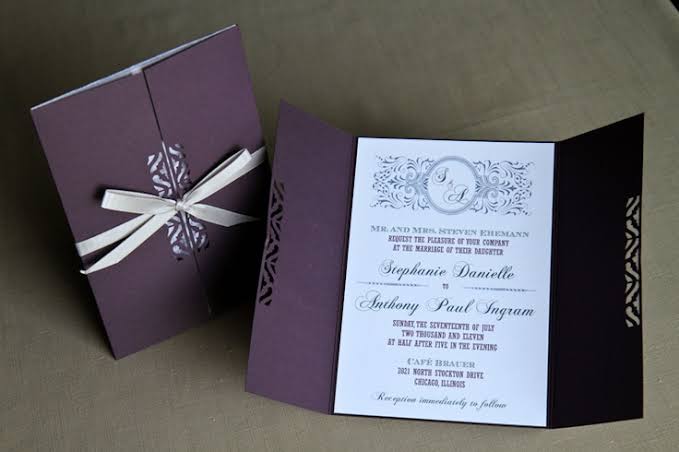 S & A
MR. AND MRS. STEVEN EHEMANN
REQUEST THE PLEASURE OF YOUR COMPANY
AT THE MARRIAGE OF THEIR DAUGHTER
Stephanie Danielle
TO
Anthony Paul Ingram
SUNDAY, THE SEVENTEENTH OF JULY
TWO THOUSAND AND ELEVEN
AT HALF AFTER FIVE IN THE EVENING
CAFÉ BRAUER
2021 NORTH STOCKTON DRIVE
CHICAGO, ILLINOIS
Reception immediately to follow